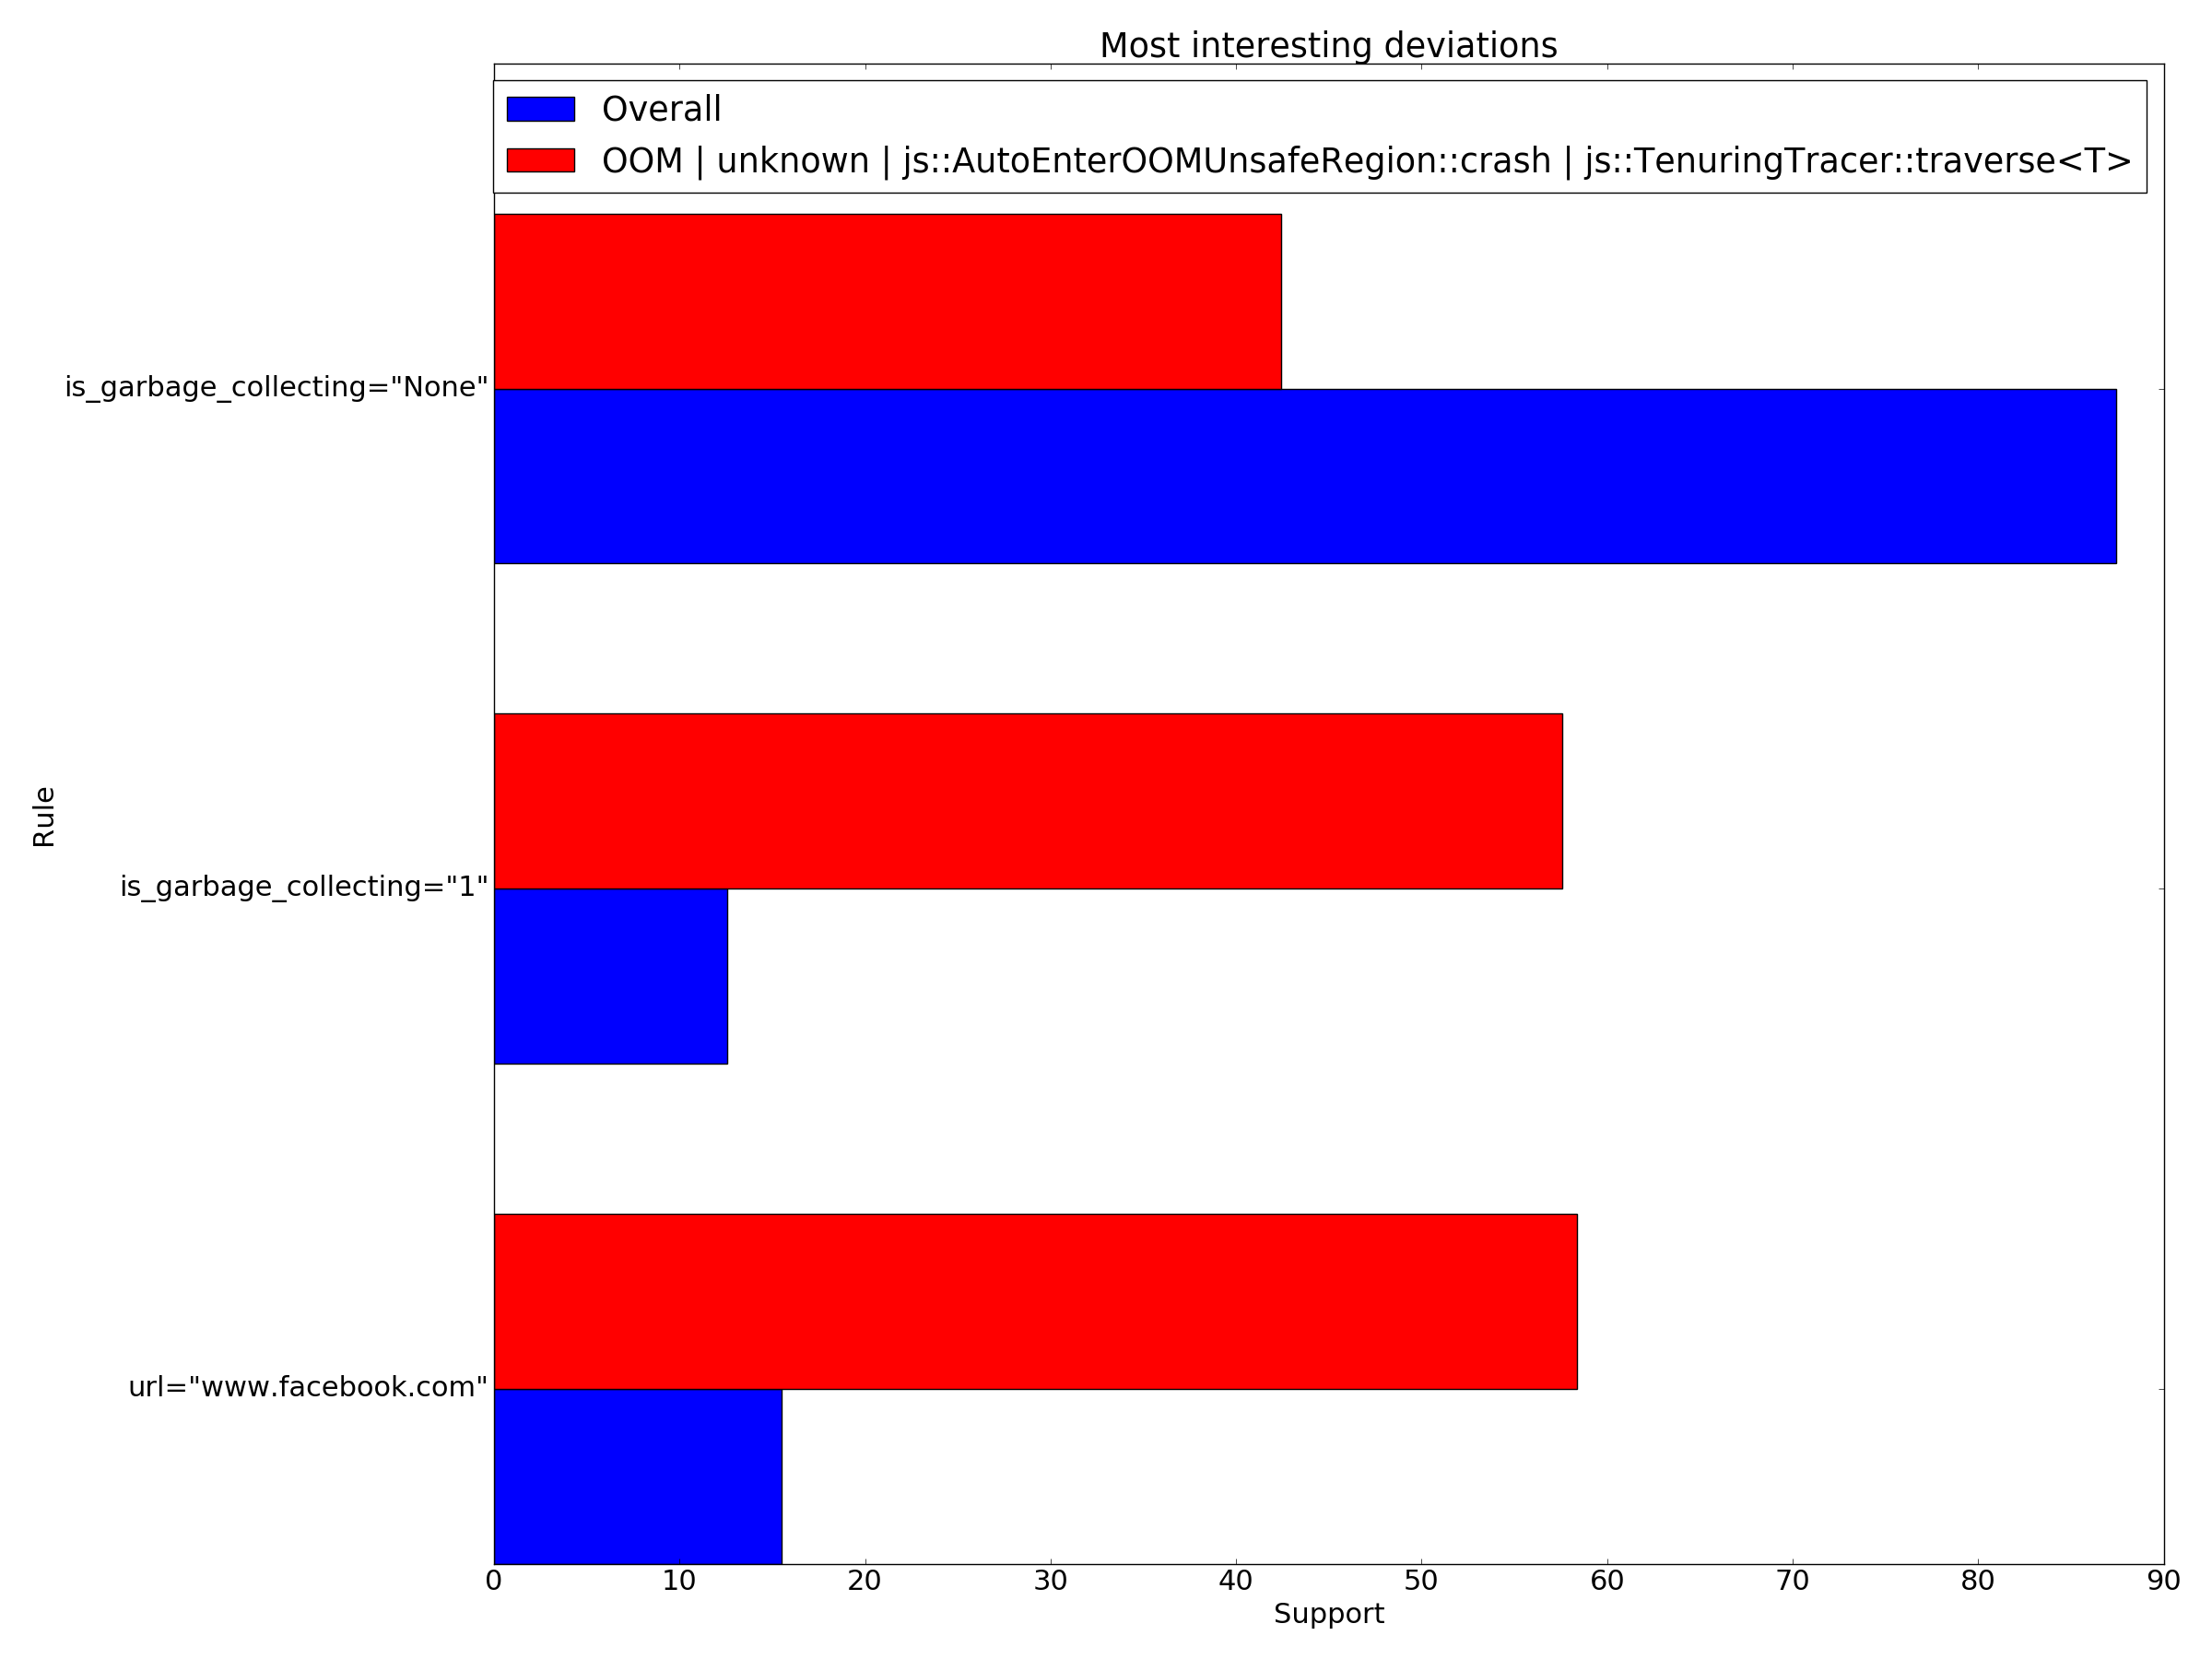 Most interesting deviations
Overall
OOM | unknown | js::AutoEnterOOMUnsafeRegion::crash | js::TenuringTracer::traverse<T>
is_garbage_collecting="None"
is_garbage_collecting="1"
url="www.facebook.com"
Rule
0 10 20 30 40 50 60 70 80 90
Support